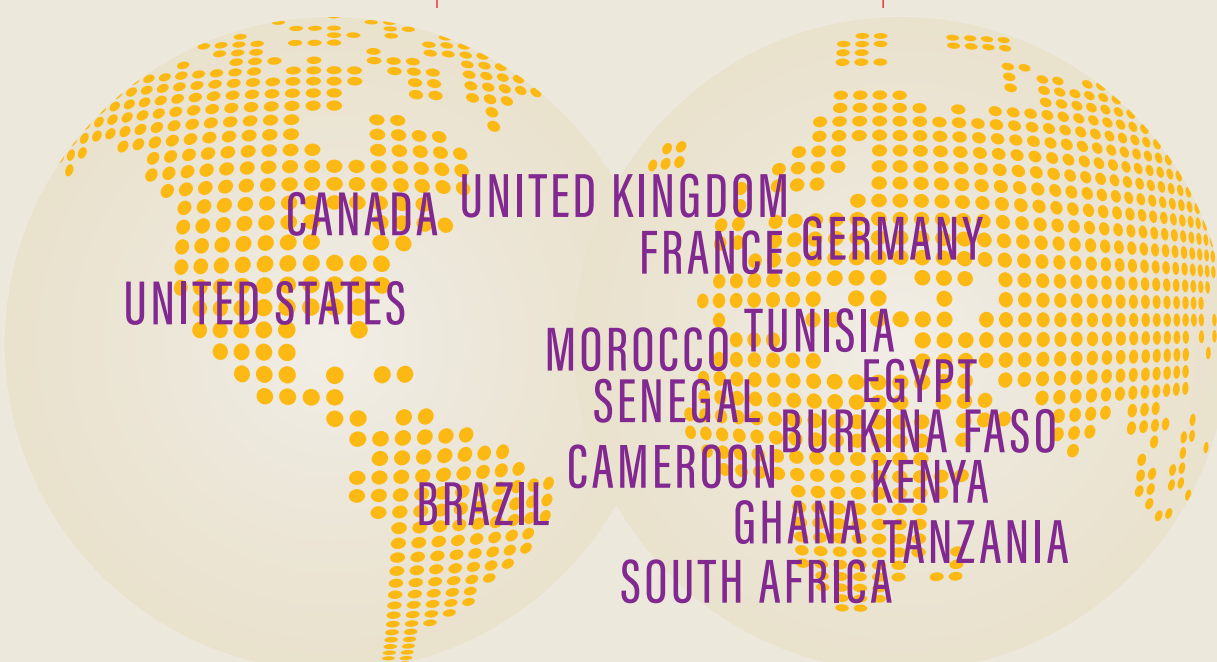 CANADA
UNITED KINGDOM
FRANCE
GERMANY
UNITED STATES
MOROCCO
TUNISIA
EGYPT
SENEGAL
BURKINA FASO
CAMEROON
KENYA
BRAZIL
GHANA
TANZANIA
SOUTH AFRICA